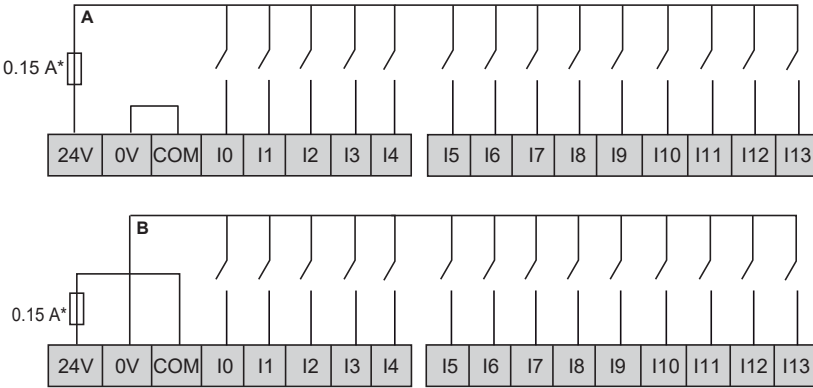 A
0.15 A*
24V 0V COM I0 I1 I2 I3 I4 I5 I6 I7 I8 I9 I10 I11 I12 I13
B
0.15 A*
24V 0V COM I0 I1 I2 I3 I4 I5 I6 I7 I8 I9 I10 I11 I12 I13